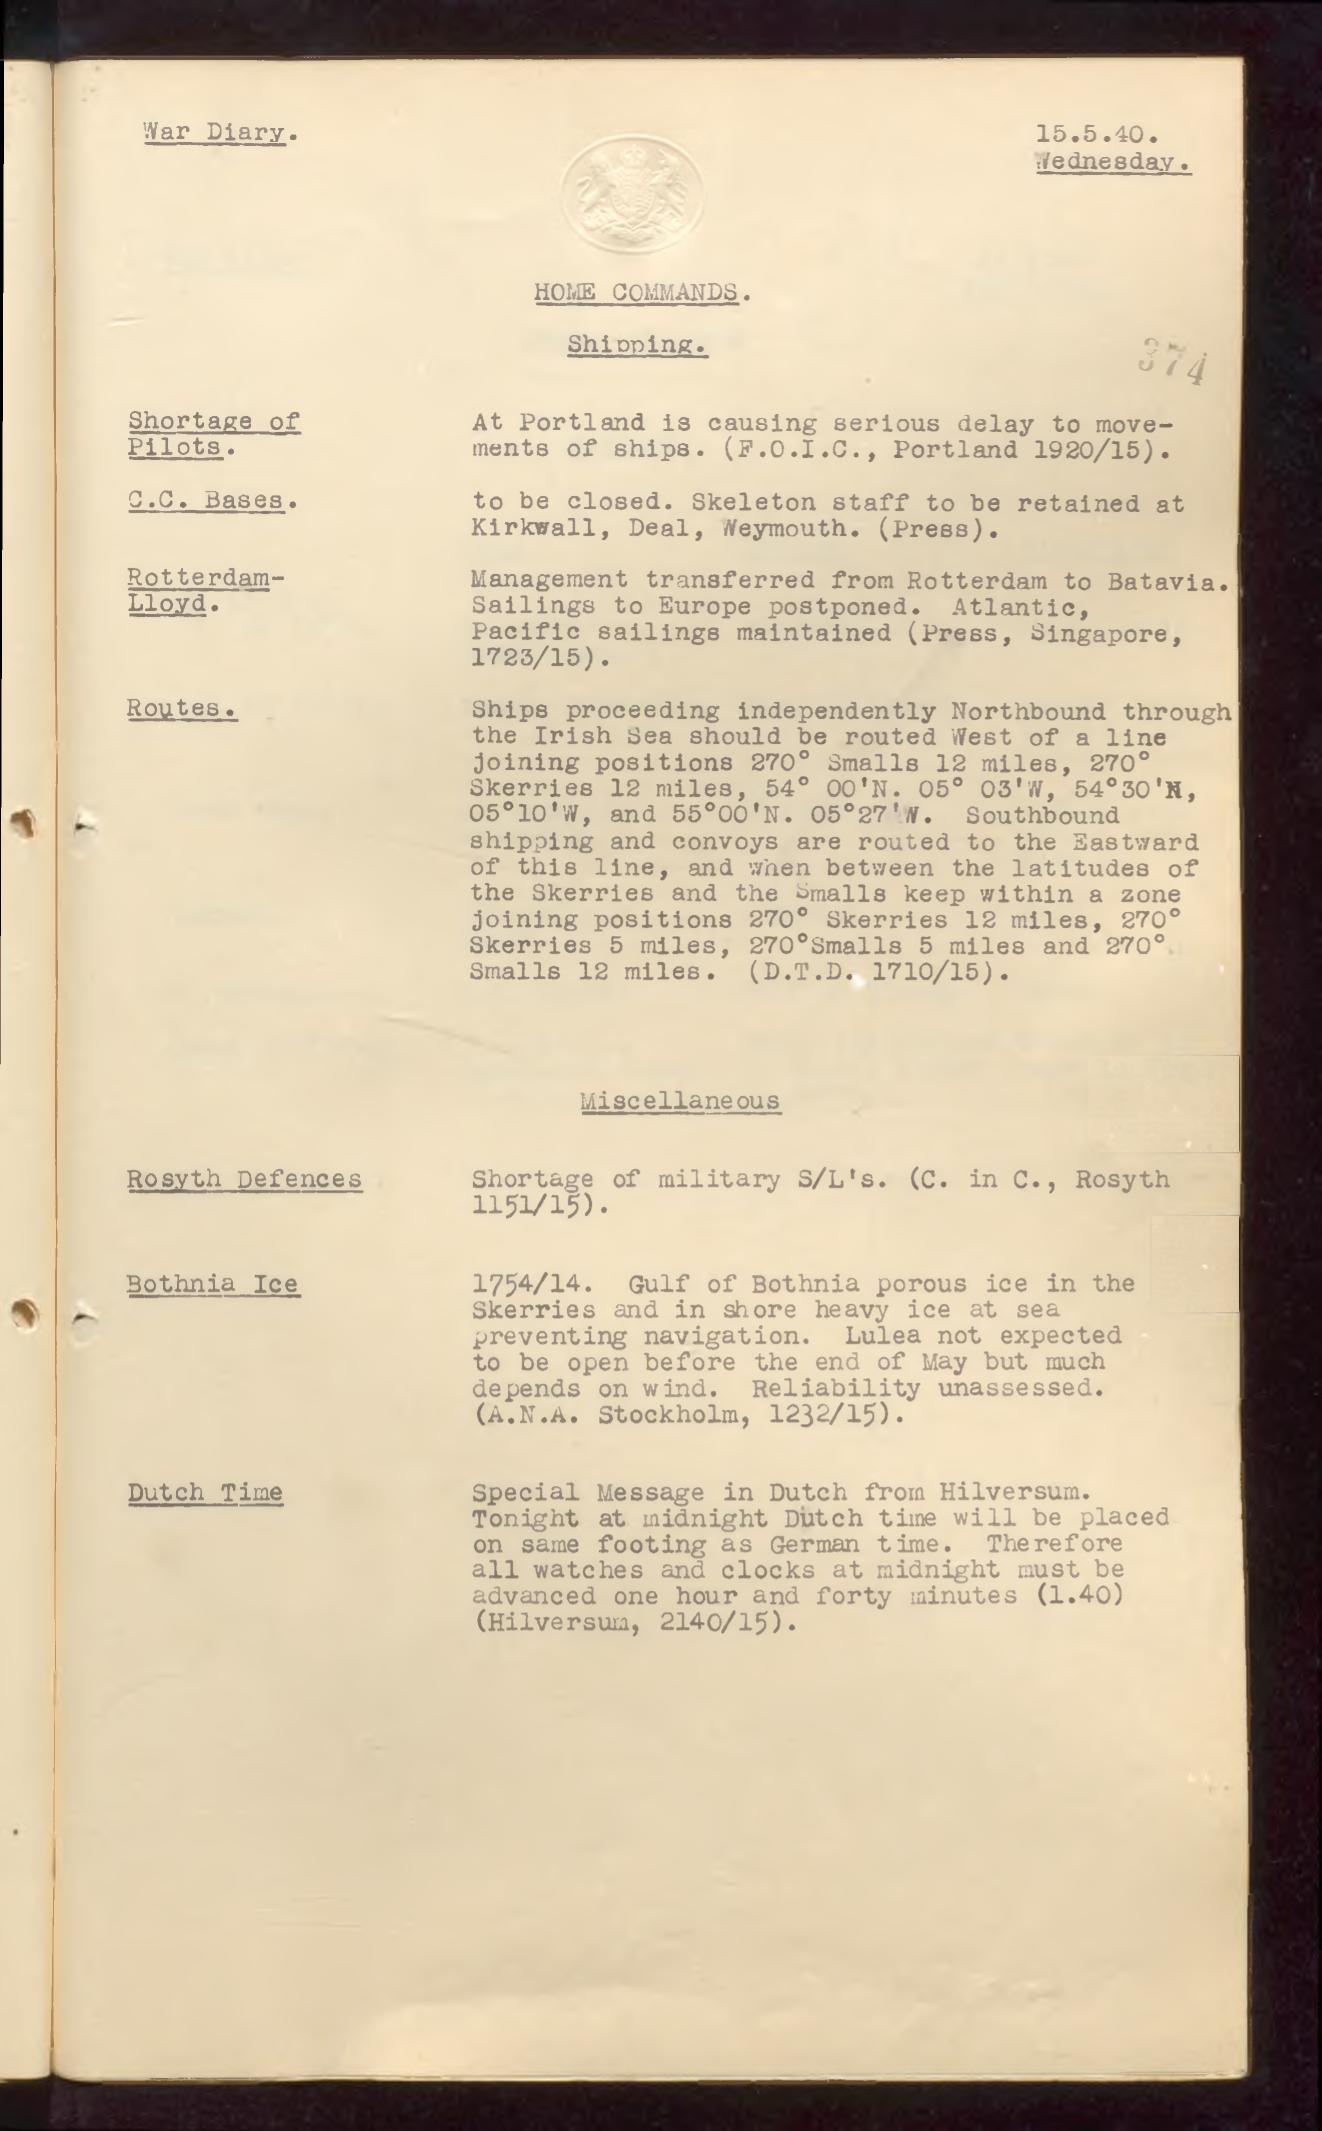 War Diary.
15.5.40.
Wednesday.
HOME COMMANDS.
Shipping.
374
Shortage of
Pilots.
At Portland is causing serious delay to move-
ments of ships. (F.O.I.C., Portland 1920/15).
C.C. Bases.
to be closed. Skeleton staff to be retained at
Kirkwall, Deal, Weymouth. (Press).
Rotterdam-
Lloyd.
Management transferred from Rotterdam to Batavia.
Sailings to Europe postponed. Atlantic,
Pacific sailings maintained (Press, Singapore,
1723/15).
Routes.
Ships proceeding independently Northbound through
the Irish Sea should be routed West of a line
joining positions 270° Smalls 12 miles, 270°
Skerries 12 miles, 54° 00'N. 05° 03'W, 54°30'N,
05°10'W, and 55°00'N. 05°27'W. Southbound
shipping and convoys are routed to the Eastward
of this line, and when between the latitudes of
the Skerries and the Smalls keep within a zone
joining positions 270° Skerries 12 miles, 270°
Skerries 5 miles, 270°Smalls 5 miles and 270°
Smalls 12 miles. (D.T.D. 1710/15).
Miscellaneous
Rosyth Defences
Shortage of military S/L's. (C. in C., Rosyth
1151/15).
Bothnia Ice
1754/14. Gulf of Bothnia porous ice in the
Skerries and in shore heavy ice at sea
preventing navigation. Lulea not expected
to be open before the end of May but much
depends on wind. Reliability unassessed.
(A.N.A. Stockholm, 1232/15).
Dutch Time
Special Message in Dutch from Hilversum.
Tonight at midnight Dutch time will be placed
on same footing as German time. Therefore
all watches and clocks at midnight must be
advanced one hour and forty minutes (1.40)
(Hilversum, 2140/15).